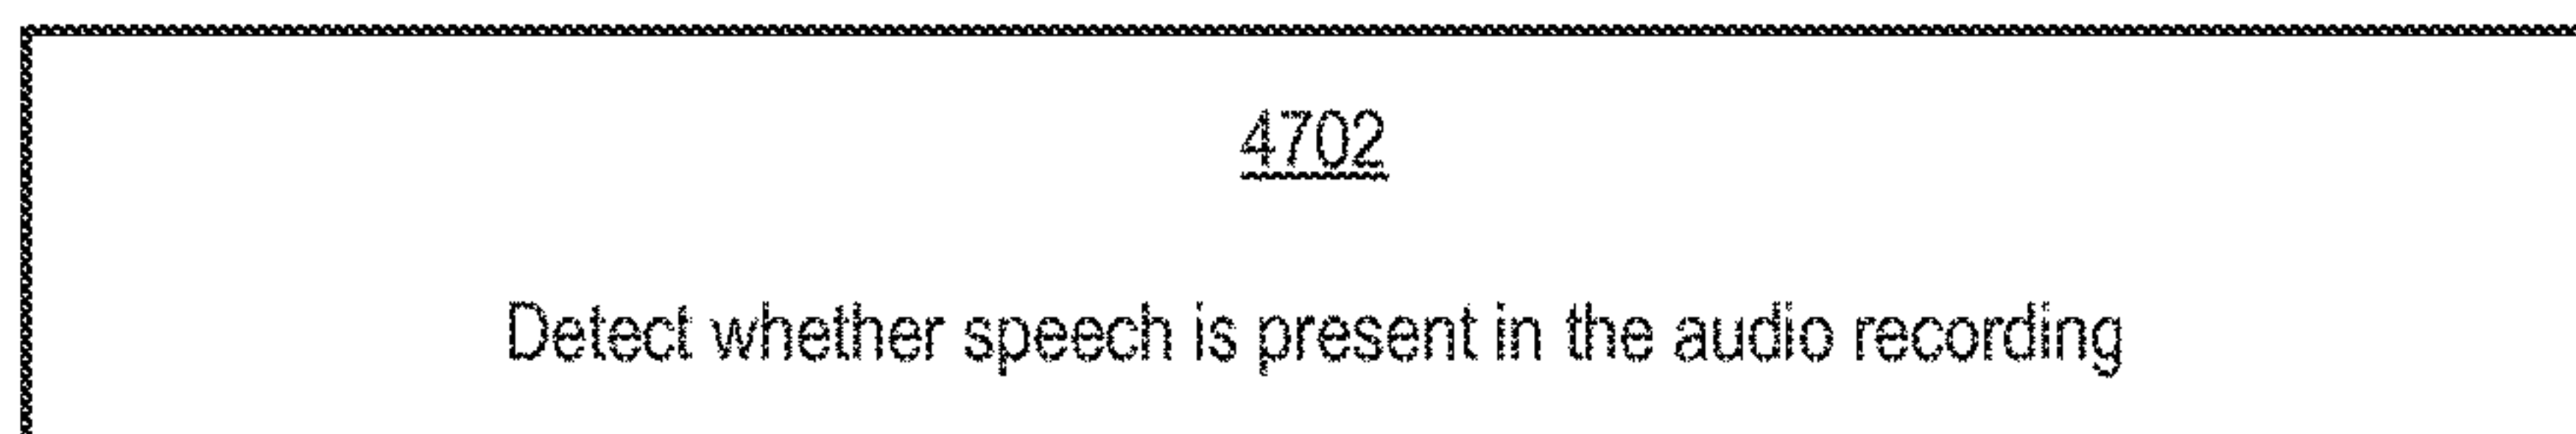 4702
Detect whether speech is present in the audio recording